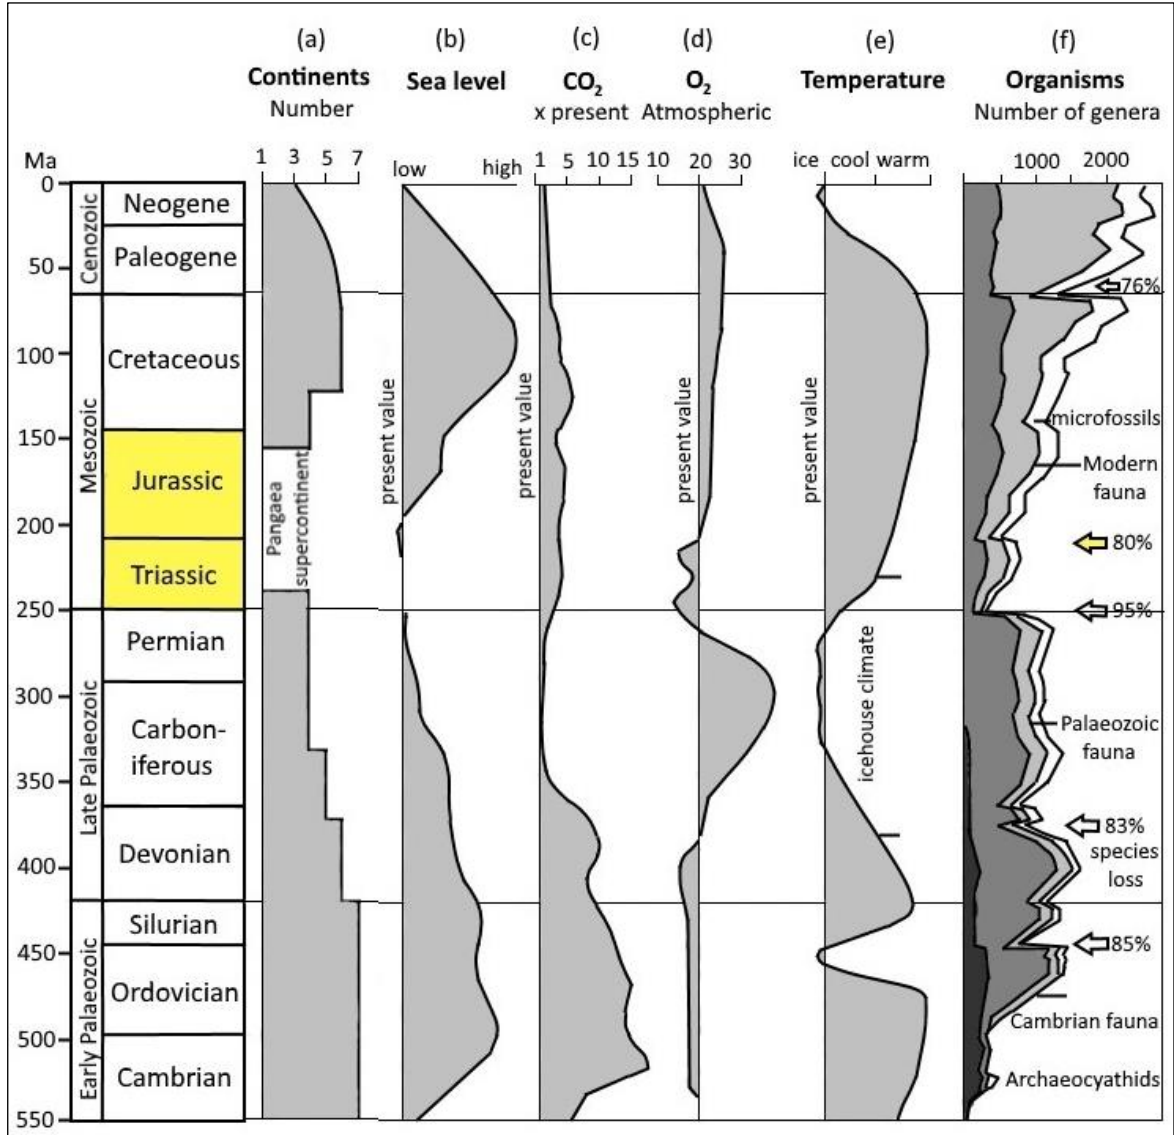 (a)
(b)
(c)
(d)
(e)
(f)
Continents
Number
Sea level
CO₂
x present
O₂
Atmospheric
Temperature
Organisms
Number of genera
Ma
1 3 5 7
low high
1 5 10 15
10 20 30
ice cool warm
1000 2000
0
50
100
150
200
250
300
350
400
450
500
550
Cenozoic
Mesozoic
Late Palaeozoic
Early Palaeozoic
Neogene
Paleogene
Cretaceous
Jurassic
Triassic
Permian
Carbon-
iferous
Devonian
Silurian
Ordovician
Cambrian
Pangaea
supercontinent
present value
present value
present value
present value
icehouse climate
76%
microfossils
Modern
fauna
80%
95%
Palaeozoic
fauna
83%
species
loss
85%
Cambrian fauna
Archaeocyathids